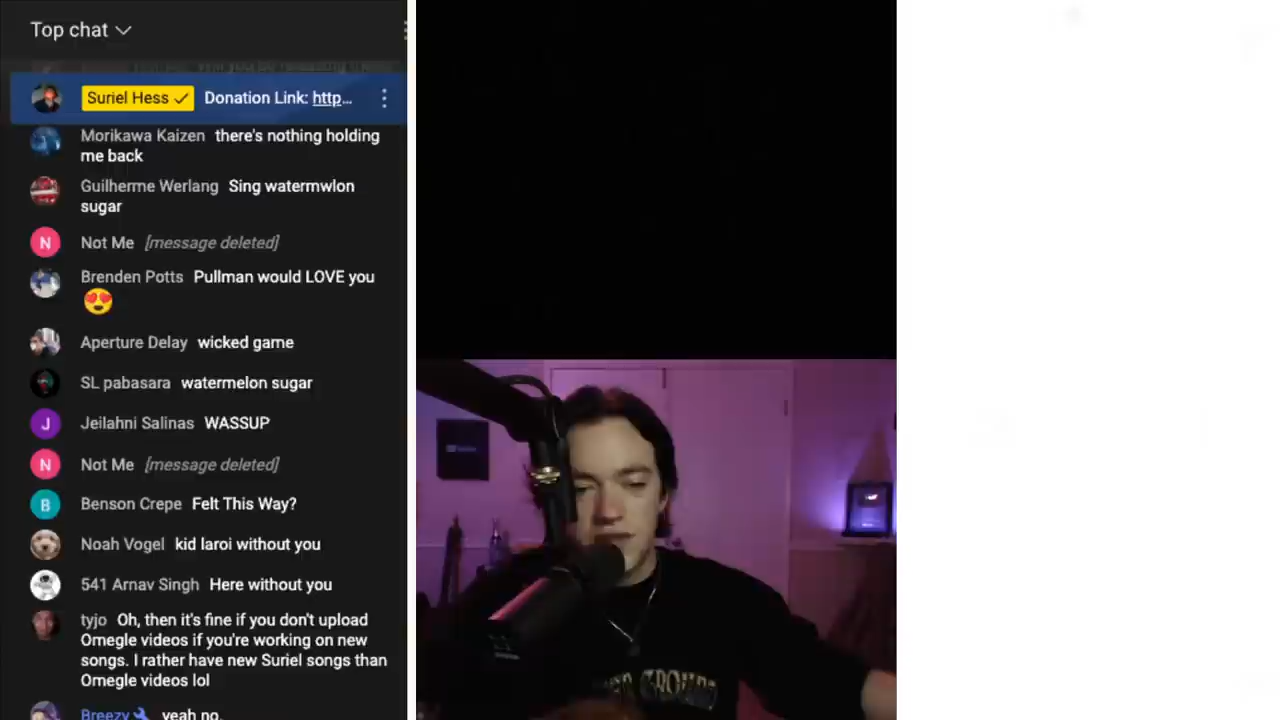 Top chat
Suriel Hess Donation Link: http...
Morikawa Kaizen there's nothing holding
me back
Guilherme Werlang Sing watermwlon
sugar
N Not Me [message deleted]
Brenden Potts Pullman would LOVE you
Aperture Delay wicked game
SL pabasara watermelon sugar
J Jeilahni Salinas WASSUP
N Not Me [message deleted]
B Benson Crepe Felt This Way?
Noah Vogel kid laroi without you
541 Arnav Singh Here without you
tyjo Oh, then it's fine if you don't upload
Omegle videos if you're working on new
songs. I rather have new Suriel songs than
Omegle videos lol
Breezy yeah no.